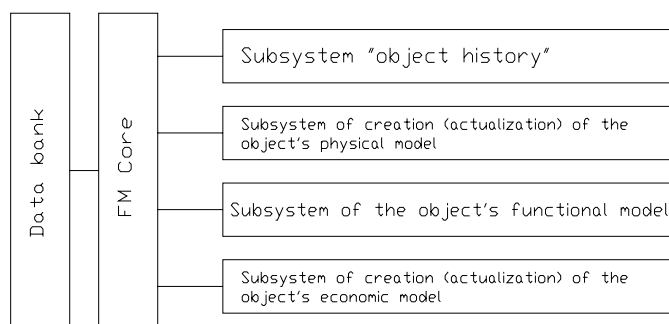 Data bank
FM Core
Subsystem "object history"
Subsystem of creation (actualization) of the
object's physical model
Subsystem of the object's functional model
Subsystem of creation (actualization) of the
object's economic model